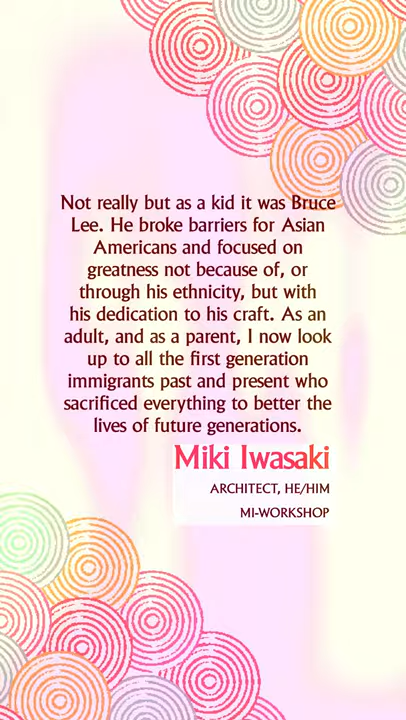 Not really but as a kid it was Bruce
Lee. He broke barriers for Asian
Americans and focused on
greatness not because of, or
through his ethnicity, but with
his dedication to his craft. As an
adult, and as a parent, I now look
up to all the first generation
immigrants past and present who
sacrificed everything to better the
lives of future generations.
Miki Iwasaki
ARCHITECT, HE/HIM
MI-WORKSHOP